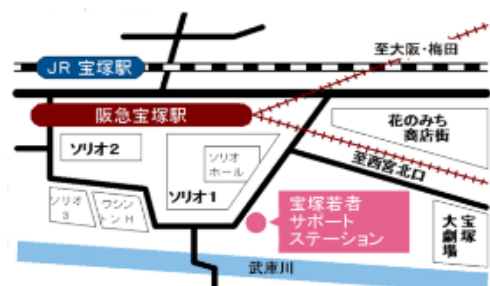 至大阪・梅田
JR 宝塚駅
阪急宝塚駅
花のみち
商店街
ソリオ2
ソリオ
ホール
至西宮北口
ソリオ1
ソリオ
3
ワシン
トンH
宝塚若者
サポート
ステーション
宝塚
大劇場
武庫川